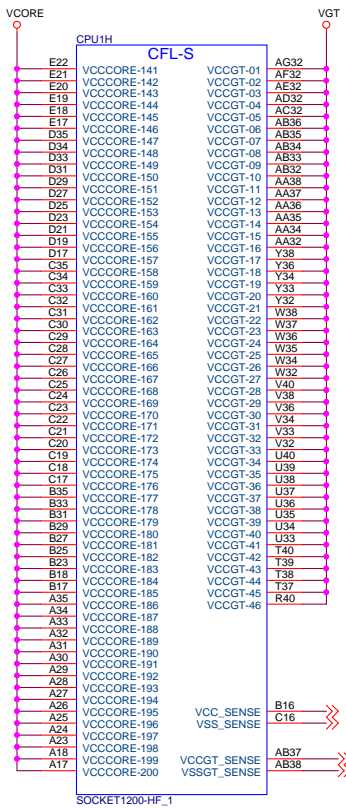 VCORE VGT
CPU1H
CFL-S
E22 VCCCORE-141 VCCGT-01 AG32
E21 VCCCORE-142 VCCGT-02 AF32
E20 VCCCORE-143 VCCGT-03 AE32
E19 VCCCORE-144 VCCGT-04 AD32
E18 VCCCORE-145 VCCGT-05 AC32
E17 VCCCORE-146 VCCGT-06 AB36
D35 VCCCORE-147 VCCGT-07 AB35
D34 VCCCORE-148 VCCGT-08 AB34
D33 VCCCORE-149 VCCGT-09 AB33
D31 VCCCORE-150 VCCGT-10 AB32
D29 VCCCORE-151 VCCGT-11 AA38
D27 VCCCORE-152 VCCGT-12 AA37
D25 VCCCORE-153 VCCGT-13 AA36
D23 VCCCORE-154 VCCGT-14 AA35
D21 VCCCORE-155 VCCGT-15 AA34
D19 VCCCORE-156 VCCGT-16 AA32
D17 VCCCORE-157 VCCGT-17 Y38
C35 VCCCORE-158 VCCGT-18 Y36
C34 VCCCORE-159 VCCGT-19 Y34
C33 VCCCORE-160 VCCGT-20 Y33
C32 VCCCORE-161 VCCGT-21 Y32
C31 VCCCORE-162 VCCGT-22 W38
C30 VCCCORE-163 VCCGT-23 W37
C29 VCCCORE-164 VCCGT-24 W36
C28 VCCCORE-165 VCCGT-25 W35
C27 VCCCORE-166 VCCGT-26 W34
C26 VCCCORE-167 VCCGT-27 W32
C25 VCCCORE-168 VCCGT-28 V40
C24 VCCCORE-169 VCCGT-29 V38
C23 VCCCORE-170 VCCGT-30 V36
C22 VCCCORE-171 VCCGT-31 V34
C21 VCCCORE-172 VCCGT-32 V33
C20 VCCCORE-173 VCCGT-33 V32
C19 VCCCORE-174 VCCGT-34 U40
C18 VCCCORE-175 VCCGT-35 U39
C17 VCCCORE-176 VCCGT-36 U38
B35 VCCCORE-177 VCCGT-37 U37
B33 VCCCORE-178 VCCGT-38 U36
B31 VCCCORE-179 VCCGT-39 U35
B29 VCCCORE-180 VCCGT-40 U34
B27 VCCCORE-181 VCCGT-41 U33
B25 VCCCORE-182 VCCGT-42 T40
B23 VCCCORE-183 VCCGT-43 T39
B18 VCCCORE-184 VCCGT-44 T38
B17 VCCCORE-185 VCCGT-45 T37
A35 VCCCORE-186 VCCGT-46 R40
A34 VCCCORE-187
A33 VCCCORE-188
A32 VCCCORE-189
A31 VCCCORE-190
A30 VCCCORE-191
A29 VCCCORE-192
A28 VCCCORE-193
A27 VCCCORE-194
A26 VCCCORE-195 VCC_SENSE B16
A25 VCCCORE-196 VSS_SENSE C16
A24 VCCCORE-197
A23 VCCCORE-198
A18 VCCCORE-199 VCCGT_SENSE AB37
A17 VCCCORE-200 VSSGT_SENSE AB38
SOCKET1200-HF_1